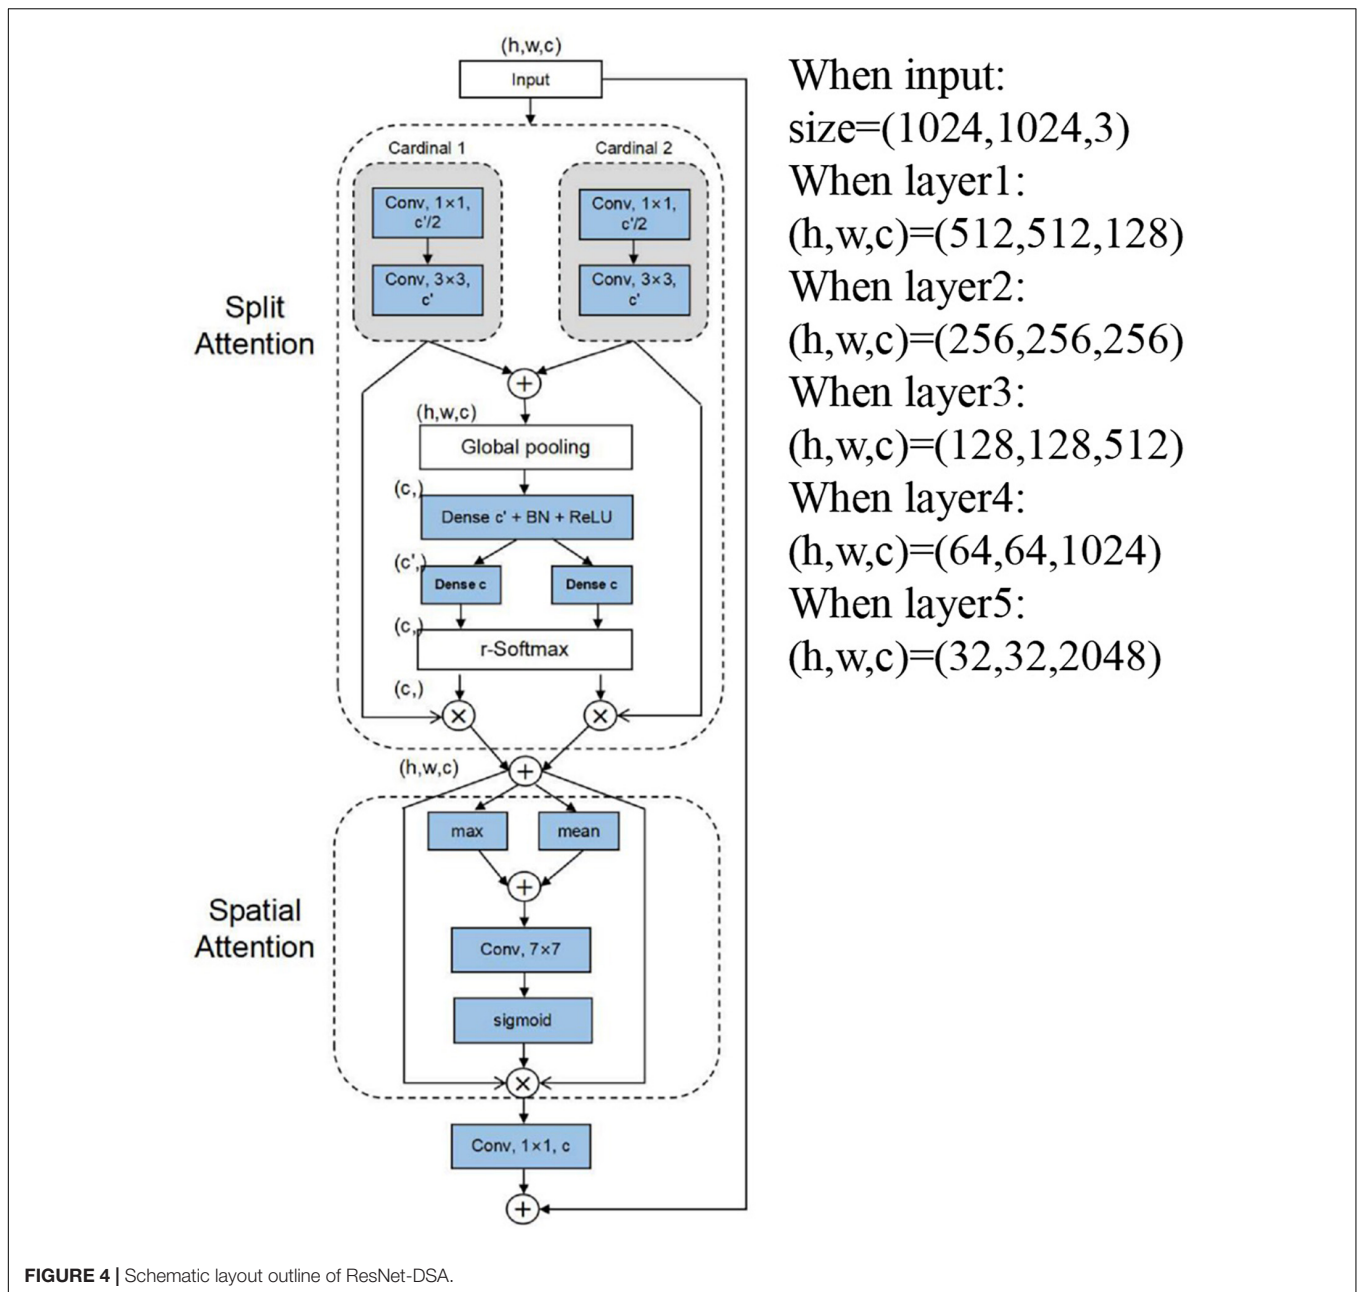 (h,w,c)
Input
Cardinal 1
Cardinal 2
Conv, 1×1,
c'/2
Conv, 1×1,
c'/2
Conv, 3×3,
c'
Conv, 3×3,
c'
Split
Attention
+
(h,w,c)
Global pooling
(c,)
Dense c' + BN + ReLU
(c',)
Dense c
Dense c
(c,)
r-Softmax
(c,)
×
×
(h,w,c)
+
max
mean
+
Spatial
Attention
Conv, 7×7
sigmoid
×
Conv, 1×1, c
+
When input:
size=(1024,1024,3)
When layer1:
(h,w,c)=(512,512,128)
When layer2:
(h,w,c)=(256,256,256)
When layer3:
(h,w,c)=(128,128,512)
When layer4:
(h,w,c)=(64,64,1024)
When layer5:
(h,w,c)=(32,32,2048)
FIGURE 4 | Schematic layout outline of ResNet-DSA.